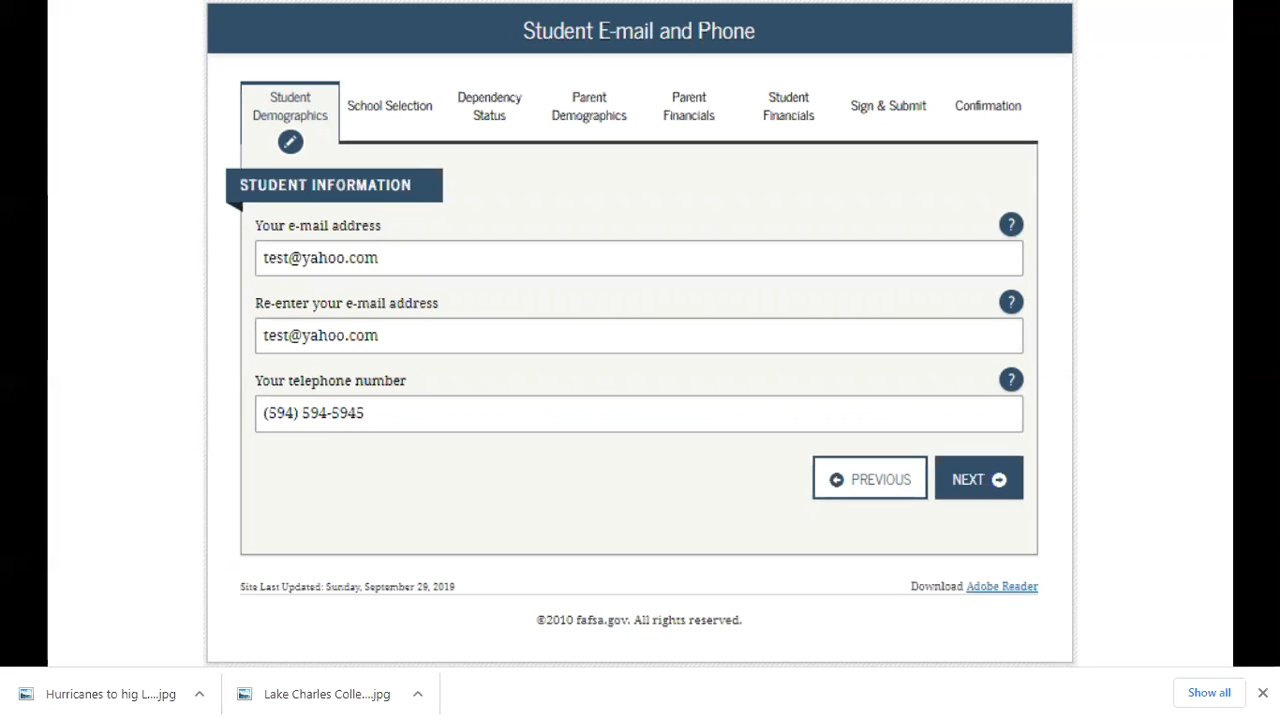 Student E-mail and Phone
Student Demographics
School Selection
Dependency Status
Parent Demographics
Parent Financials
Student Financials
Sign & Submit
Confirmation
STUDENT INFORMATION
Your e-mail address
?
test@yahoo.com
Re-enter your e-mail address
?
test@yahoo.com
Your telephone number
?
(594) 594-5945
PREVIOUS
NEXT
Site Last Updated: Sunday, September 29, 2019
Download Adobe Reader
©2010 fafsa.gov. All rights reserved.
Hurricanes to hig L....jpg
Lake Charles Colle....jpg
Show all